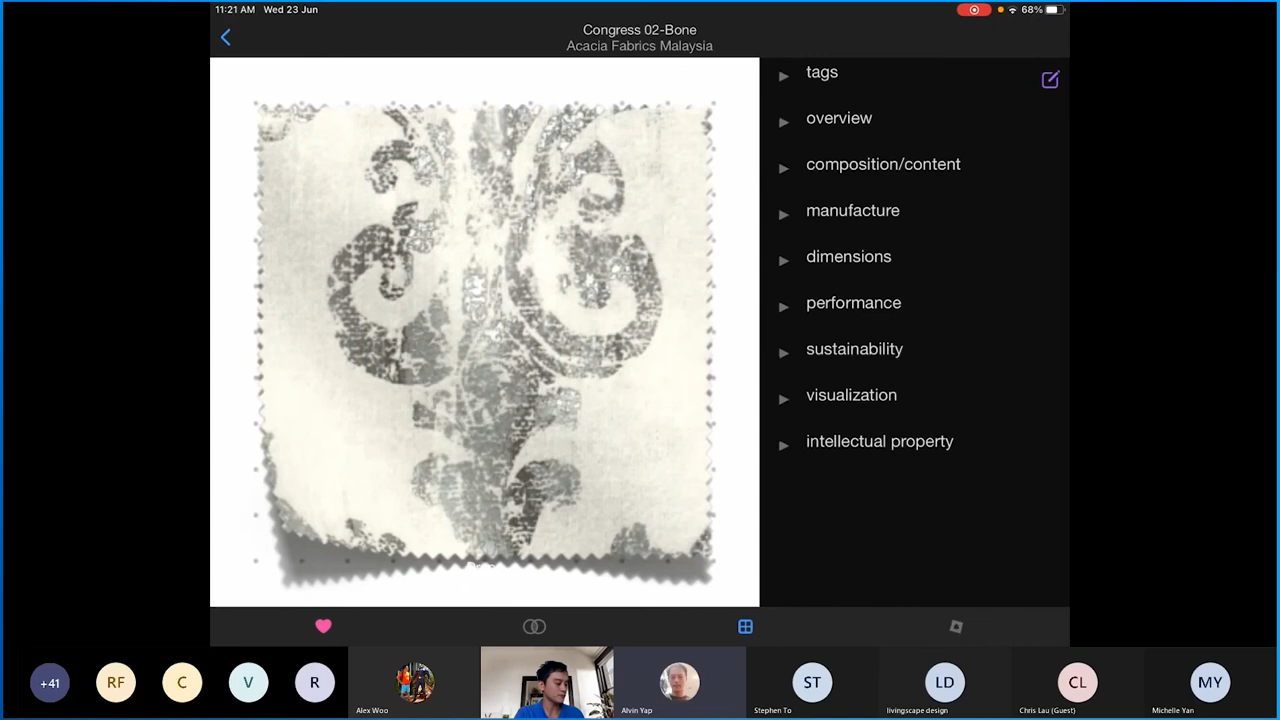 11:21 AM Wed 23 Jun
68%
Congress 02-Bone
Acacia Fabrics Malaysia
tags
overview
composition/content
manufacture
dimensions
performance
sustainability
visualization
intellectual property
+41
RF
C
V
R
Alex Woo
Alvin Yap
ST
Stephen To
LD
livingscape design
CL
Chris Lau (Guest)
MY
Michelle Yan